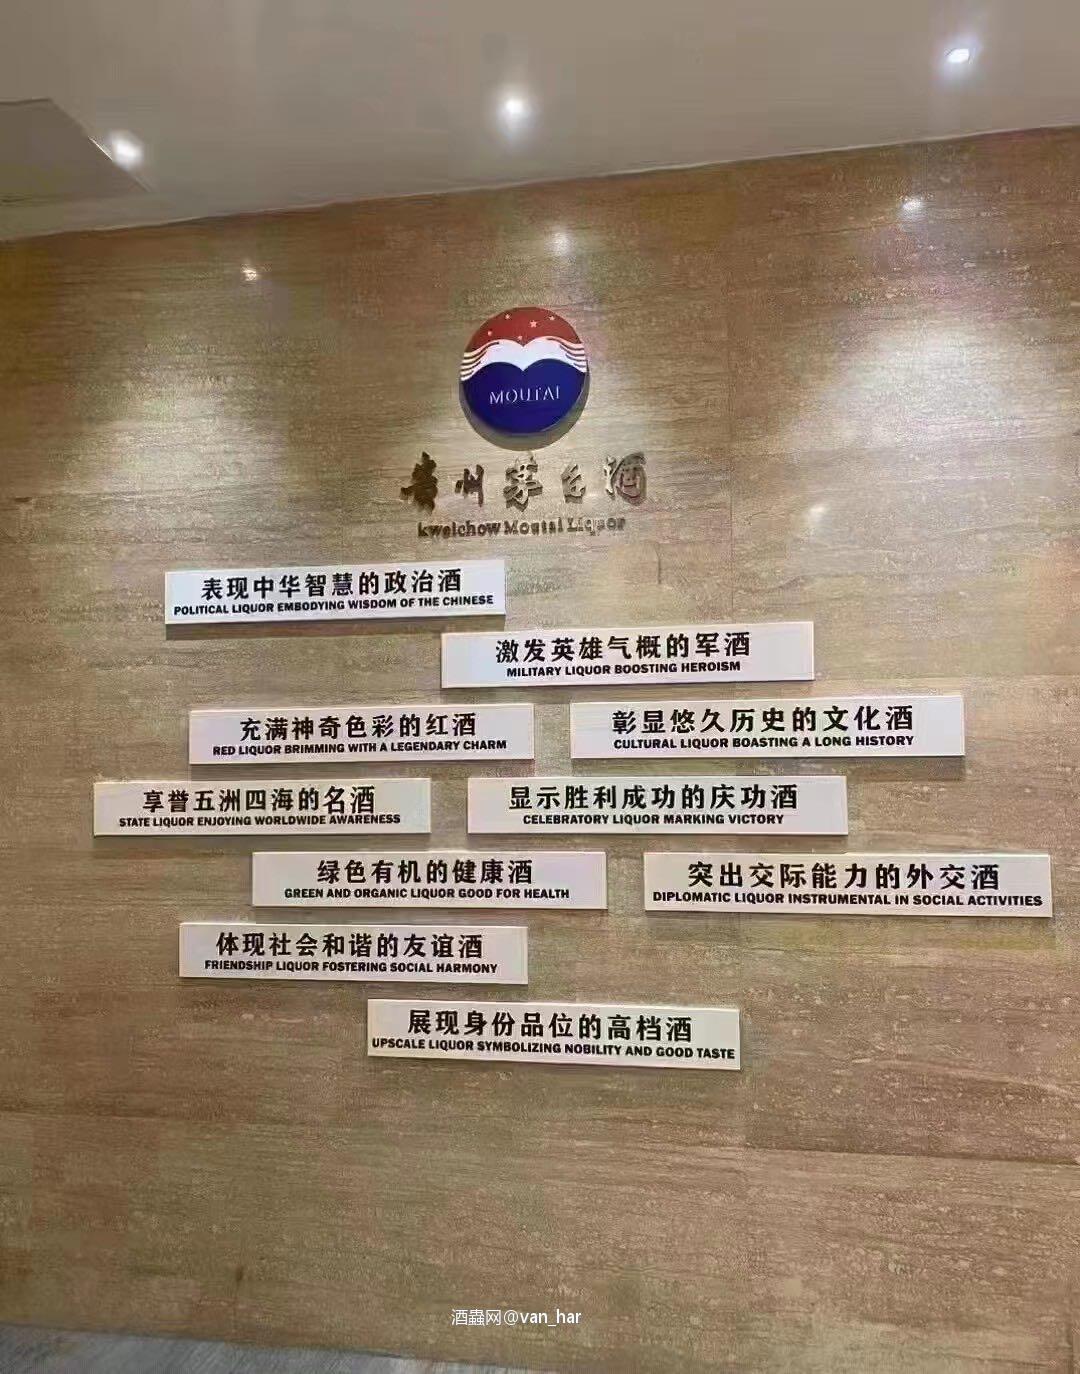 MOUTAI
贵州茅台酒
kweichow Moutai Liquor
表现中华智慧的政治酒
POLITICAL LIQUOR EMBODYING WISDOM OF THE CHINESE
激发英雄气概的军酒
MILITARY LIQUOR BOOSTING HEROISM
充满神奇色彩的红酒
RED LIQUOR BRIMMING WITH A LEGENDARY CHARM
彰显悠久历史的文化酒
CULTURAL LIQUOR BOASTING A LONG HISTORY
享誉五洲四海的名酒
STATE LIQUOR ENJOYING WORLDWIDE AWARENESS
显示胜利成功的庆功酒
CELEBRATORY LIQUOR MARKING VICTORY
绿色有机的健康酒
GREEN AND ORGANIC LIQUOR GOOD FOR HEALTH
突出交际能力的外交酒
DIPLOMATIC LIQUOR INSTRUMENTAL IN SOCIAL ACTIVITIES
体现社会和谐的友谊酒
FRIENDSHIP LIQUOR FOSTERING SOCIAL HARMONY
展现身份品位的高档酒
UPSCALE LIQUOR SYMBOLIZING NOBILITY AND GOOD TASTE
酒蟲网@van_har